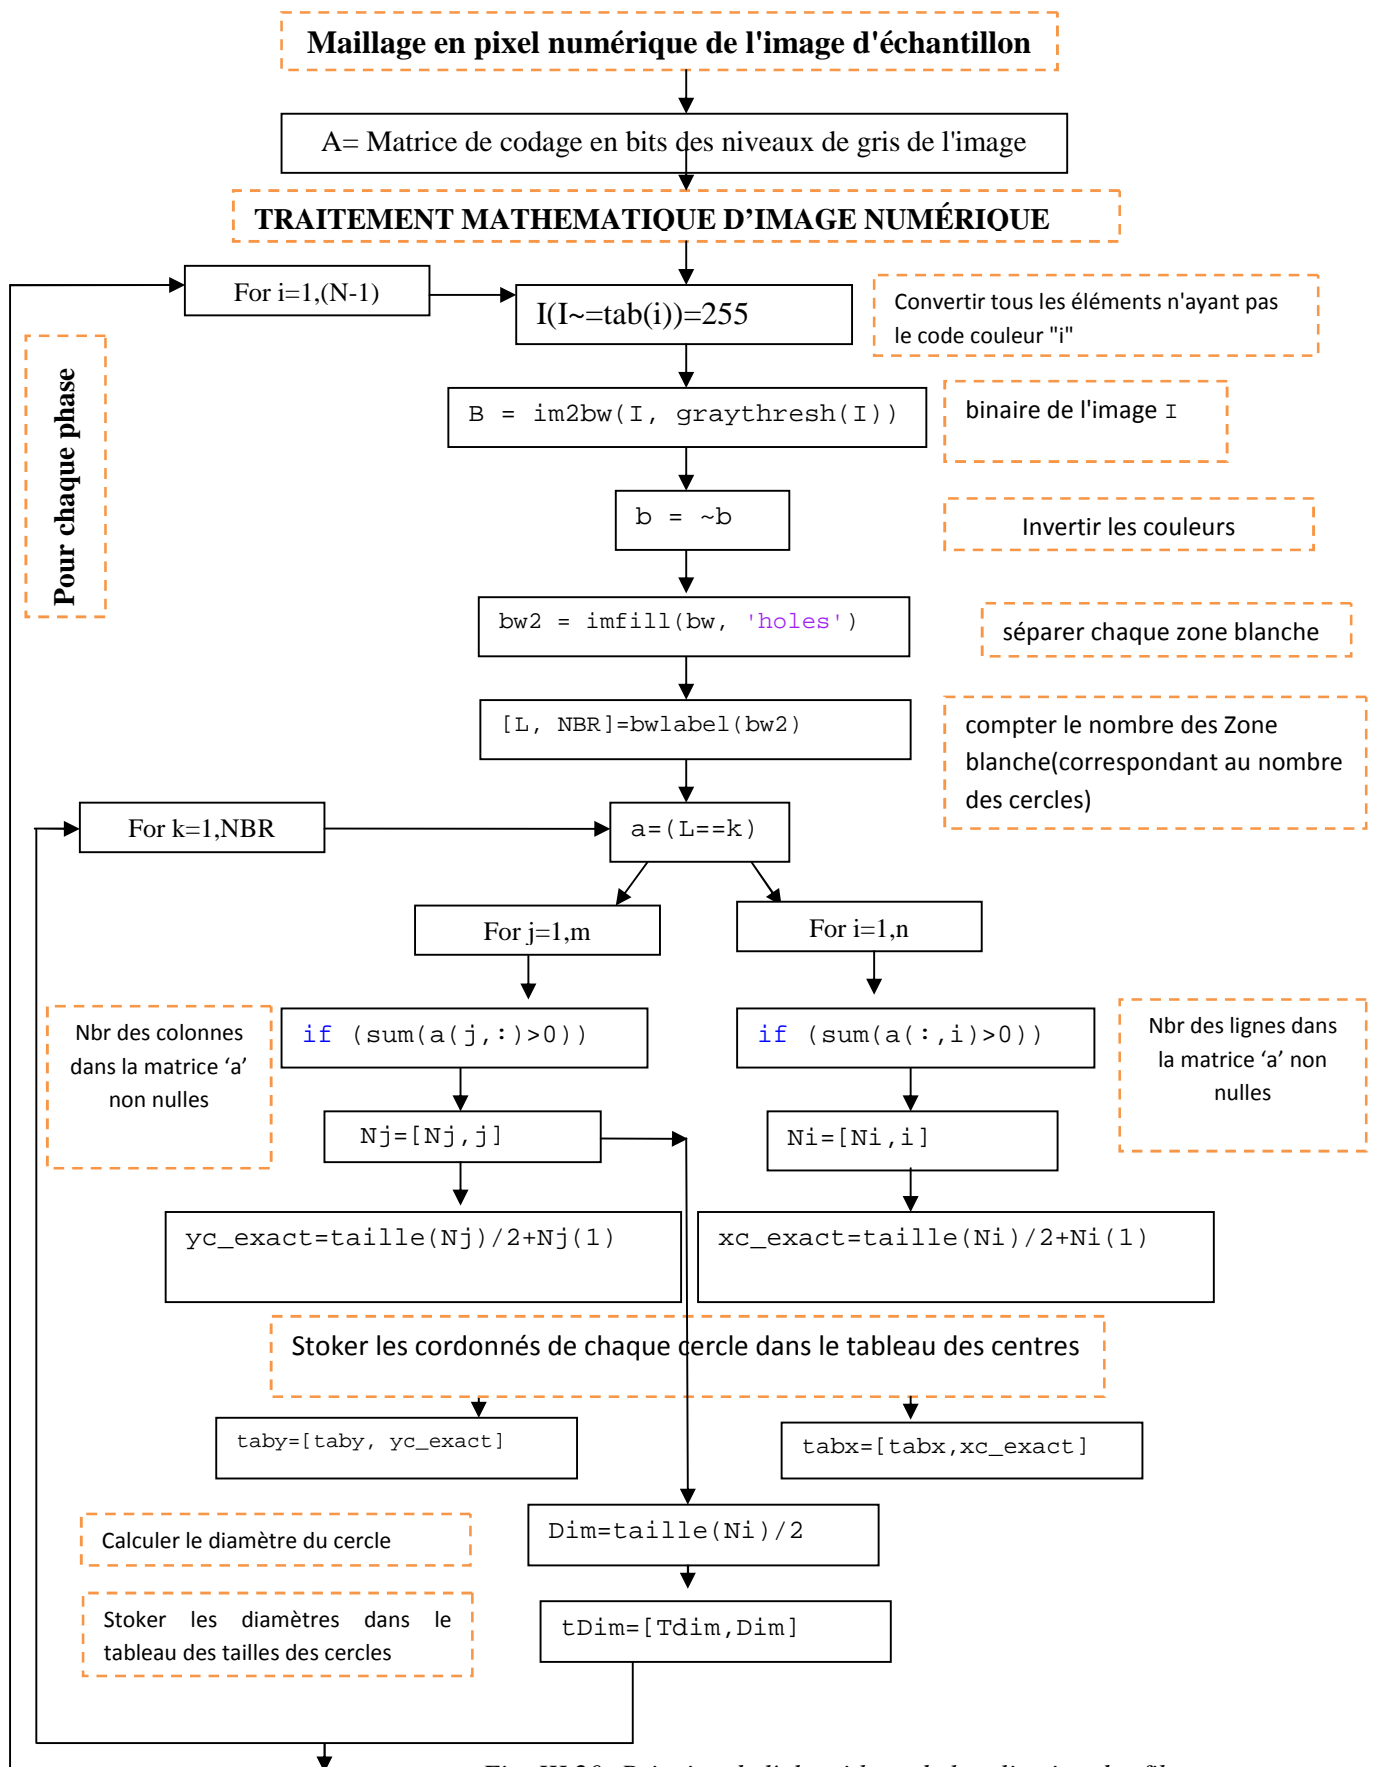 Maillage en pixel numérique de l'image d'échantillon
A= Matrice de codage en bits des niveaux de gris de l'image
TRAITEMENT MATHEMATIQUE D’IMAGE NUMÉRIQUE
For i=1,(N-1)
I(I~=tab(i))=255
Convertir tous les éléments n'ayant pas
le code couleur "i"
Pour chaque phase
B = im2bw(I, graythresh(I))
binaire de l'image I
b = ~b
Invertir les couleurs
bw2 = imfill(bw, 'holes')
séparer chaque zone blanche
[L, NBR]=bwlabel(bw2)
compter le nombre des Zone
blanche(correspondant au nombre
des cercles)
For k=1,NBR
a=(L==k)
For j=1,m
For i=1,n
Nbr des colonnes
dans la matrice ‘a’
non nulles
if (sum(a(j,:)>0))
if (sum(a(:,i)>0))
Nbr des lignes dans
la matrice ‘a’ non
nulles
Nj=[Nj,j]
Ni=[Ni,i]
yc_exact=taille(Nj)/2+Nj(1)
xc_exact=taille(Ni)/2+Ni(1)
Stoker les cordonnés de chaque cercle dans le tableau des centres
taby=[taby, yc_exact]
tabx=[tabx,xc_exact]
Calculer le diamètre du cercle
Dim=taille(Ni)/2
Stoker les diamètres dans le
tableau des tailles des cercles
tDim=[Tdim,Dim]